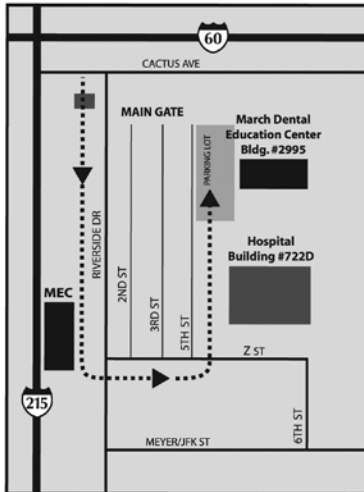 60
CACTUS AVE
MAIN GATE
March Dental
Education Center
Bldg. #2995
PARKING LOT
RIVERSIDE DR
Hospital
Building #722D
2ND ST
3RD ST
5TH ST
MEC
Z ST
215
6TH ST
MEYER/JFK ST